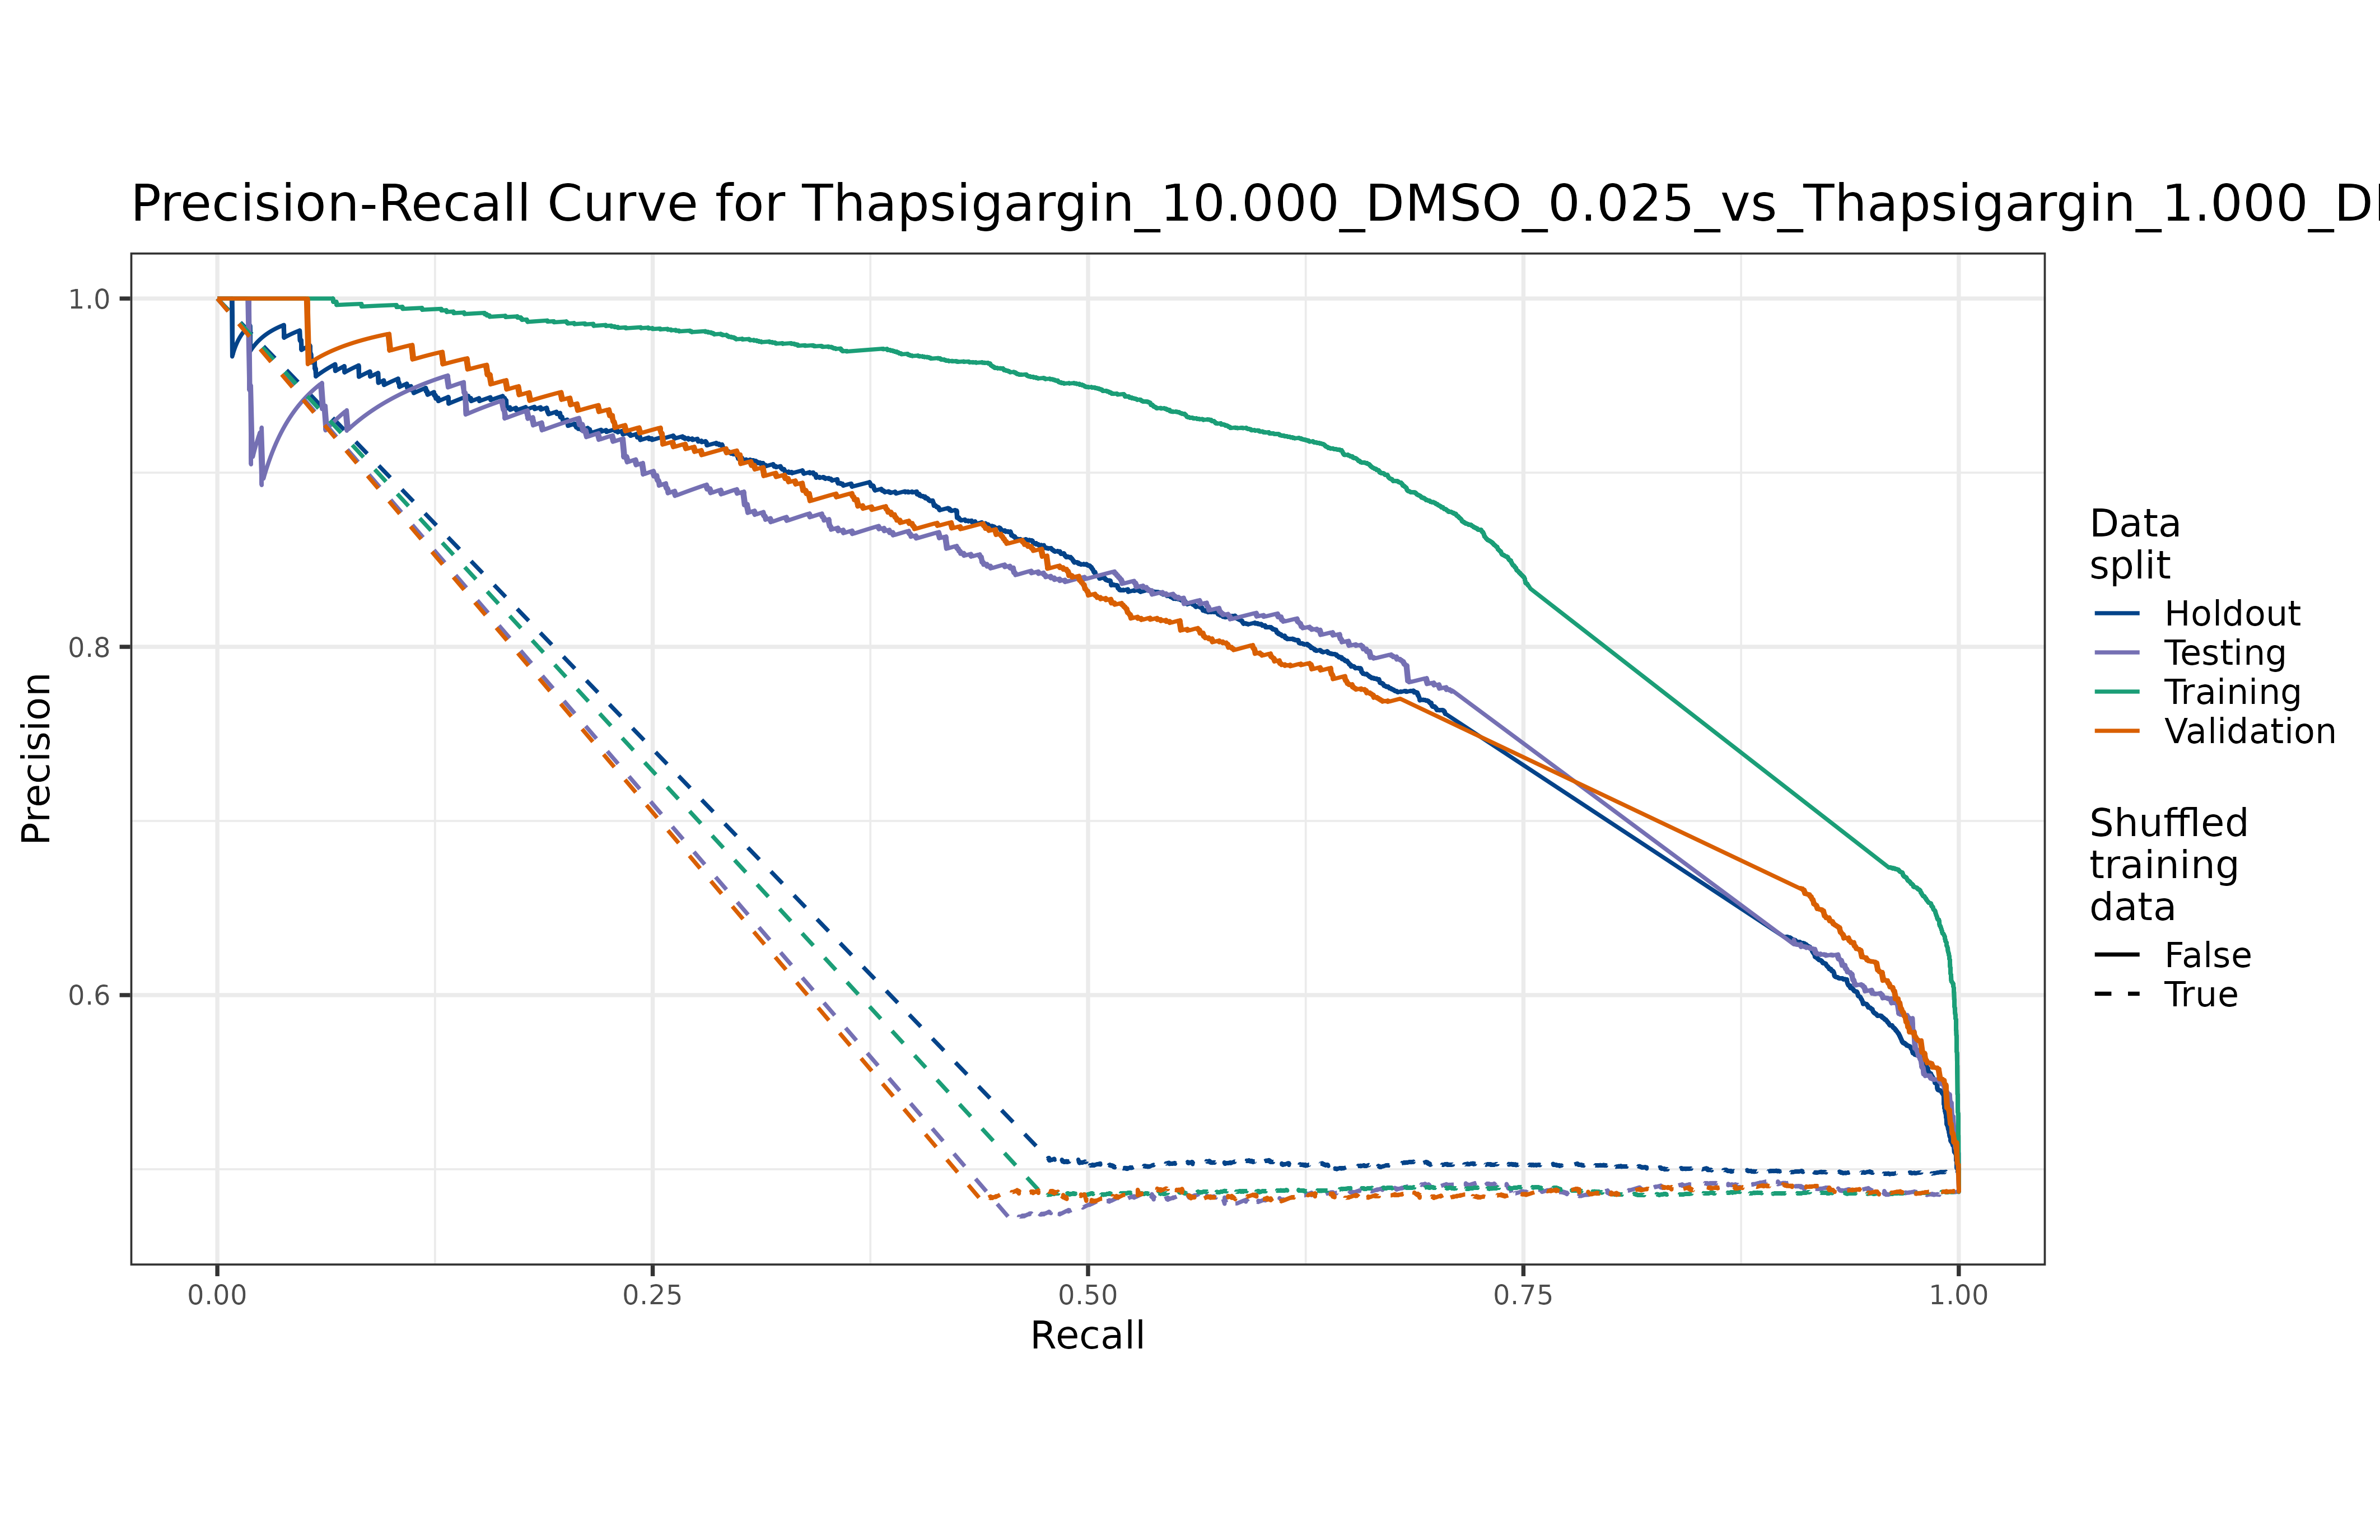 Precision-Recall Curve for Thapsigargin_10.000_DMSO_0.025_vs_Thapsigargin_1.000_D
1.0
0.8
0.6
Precision
0.00
0.25
0.50
0.75
1.00
Recall
Data
split
Holdout
Testing
Training
Validation
Shuffled
training
data
False
True